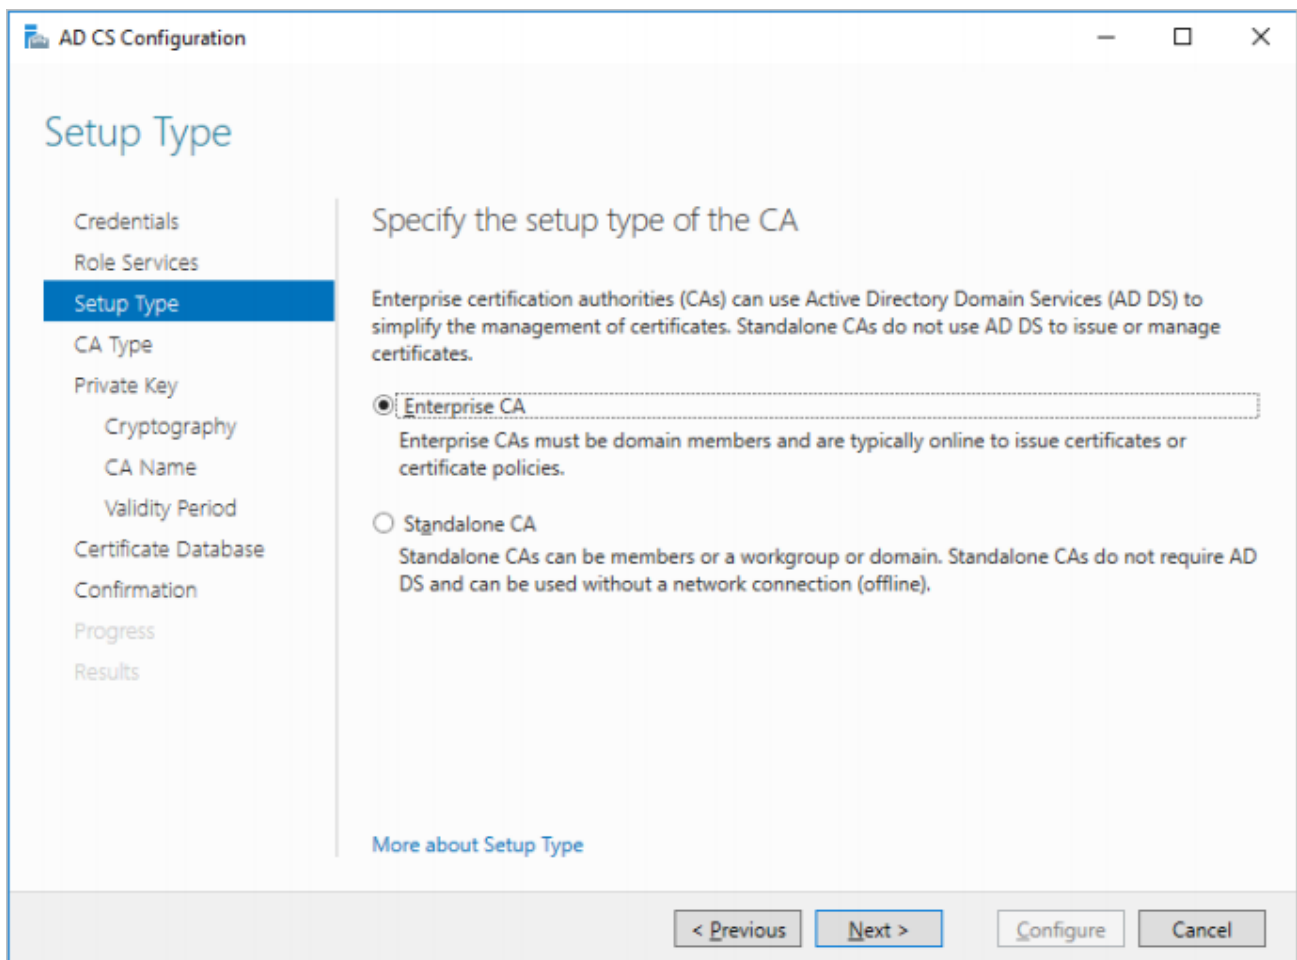 AD CS Configuration
Setup Type
Credentials
Role Services
Setup Type
CA Type
Private Key
Cryptography
CA Name
Validity Period
Certificate Database
Confirmation
Progress
Results
Specify the setup type of the CA
Enterprise certification authorities (CAs) can use Active Directory Domain Services (AD DS) to
simplify the management of certificates. Standalone CAs do not use AD DS to issue or manage
certificates.
Enterprise CA
Enterprise CAs must be domain members and are typically online to issue certificates or
certificate policies.
Standalone CA
Standalone CAs can be members or a workgroup or domain. Standalone CAs do not require AD
DS and can be used without a network connection (offline).
More about Setup Type
< Previous
Next >
Configure
Cancel